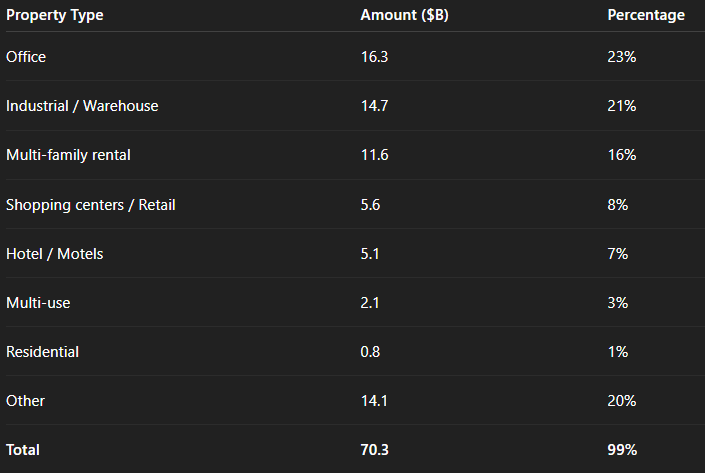 Property Type Amount ($B) Percentage
Office 16.3 23%
Industrial / Warehouse 14.7 21%
Multi-family rental 11.6 16%
Shopping centers / Retail 5.6 8%
Hotel / Motels 5.1 7%
Multi-use 2.1 3%
Residential 0.8 1%
Other 14.1 20%
Total 70.3 99%